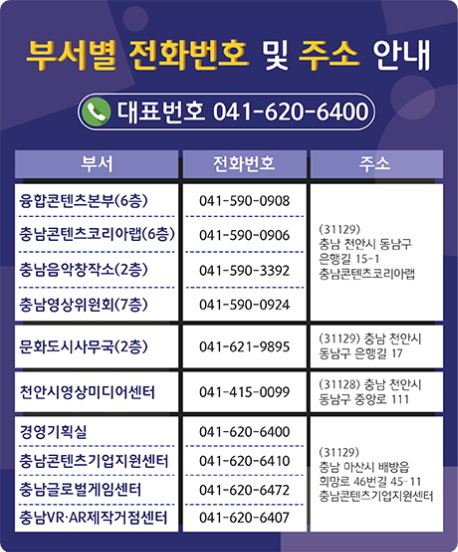 부서별 전화번호 및 주소 안내
대표번호 041-620-6400
부서 전화번호 주소
융합콘텐츠본부(6층) 041-590-0908
충남콘텐츠코리아랩(6층) 041-590-0906
충남음악창작소(2층) 041-590-3392
충남영상위원회(7층) 041-590-0924
(31129)
충남 천안시 동남구
은행길 15-1
충남콘텐츠코리아랩
문화도시사무국(2층) 041-621-9895
(31129) 충남 천안시
동남구 은행길 17
천안시영상미디어센터 041-415-0099
(31128) 충남 천안시
동남구 중앙로 111
경영기획실 041-620-6400
충남콘텐츠기업지원센터 041-620-6410
충남글로벌게임센터 041-620-6472
충남VR·AR제작거점센터 041-620-6407
(31129)
충남 아산시 배방읍
희망로 46번길 45-11
충남콘텐츠기업지원센터